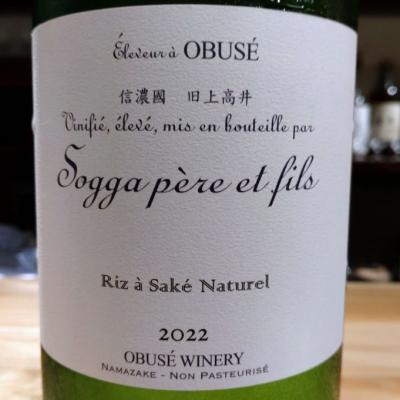 Éleveur à OBUSÉ
信濃國 旧上高井
Vinifié, élevé, mis en bouteille par
Sogga père et fils
Riz à Saké Naturel
2022
OBUSÉ WINERY
NAMAZAKE - NON PASTEURISÉ